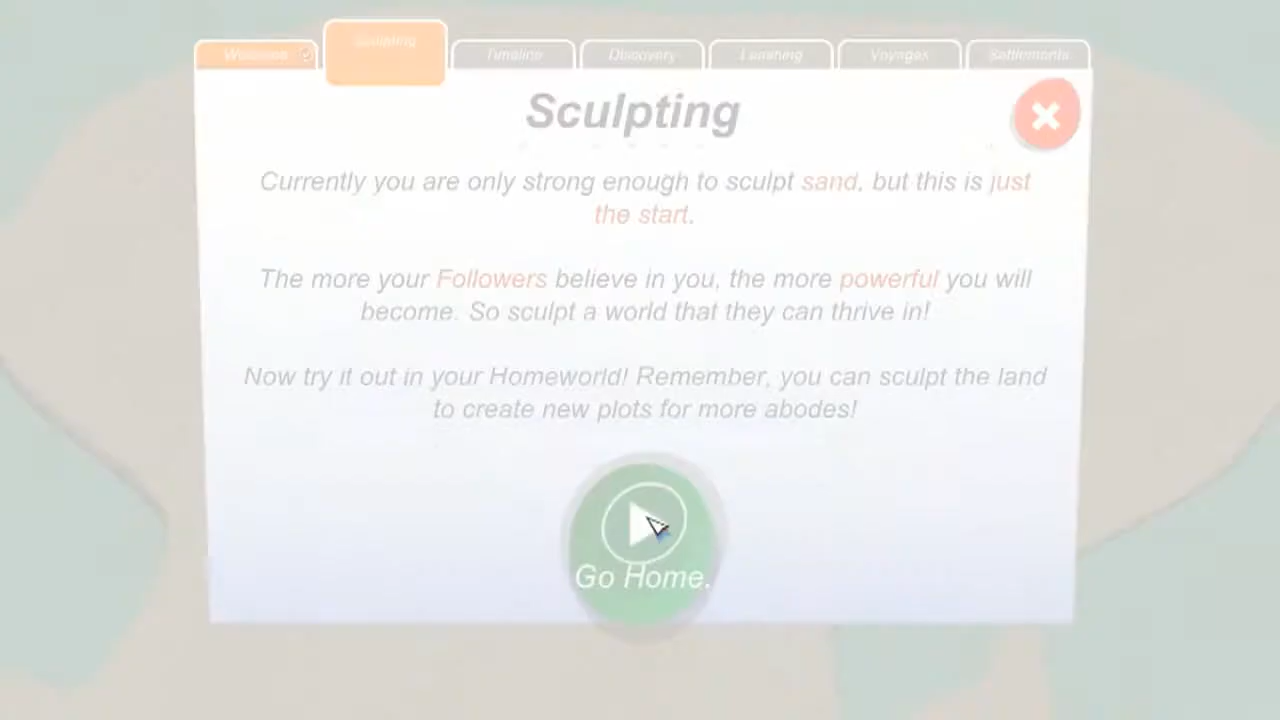 Welcome Sculpting Timeline Discovery Learning Voyages Settlements
Sculpting
Currently you are only strong enough to sculpt sand, but this is just
the start.
The more your Followers believe in you, the more powerful you will
become. So sculpt a world that they can thrive in!
Now try it out in your Homeworld! Remember, you can sculpt the land
to create new plots for more abodes!
Go Home.